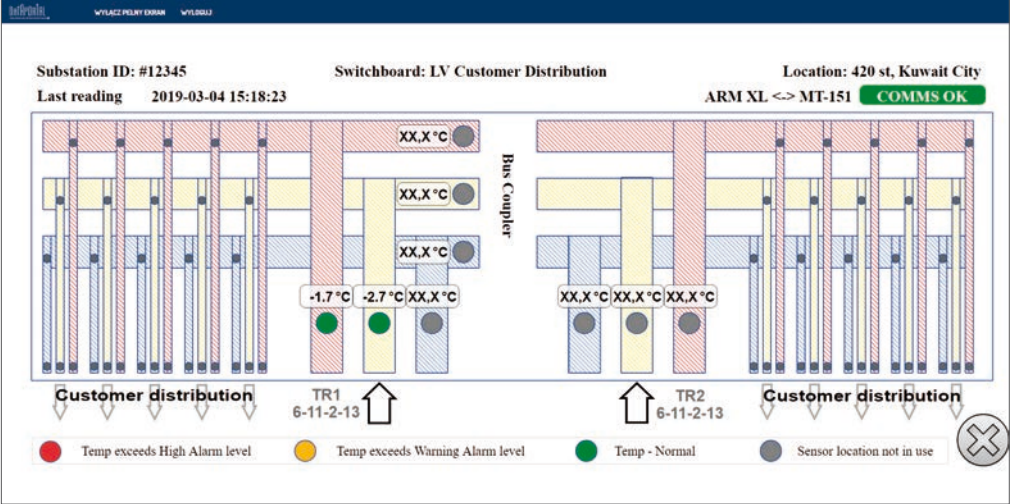 WYŁĄCZ PEŁNY EKRAN WYLOGUJ
Substation ID: #12345 Switchboard: LV Customer Distribution Location: 420 st, Kuwait City
Last reading 2019-03-04 15:18:23 ARM XL <-> MT-151 COMMS OK
XX,X °C
XX,X °C
XX,X °C
Bus Coupler
-1.7 °C -2.7 °C XX,X °C XX,X °C XX,X °C XX,X °C
Customer distribution TR1 TR2 Customer distribution
6-11-2-13 6-11-2-13
Temp exceeds High Alarm level Temp exceeds Warning Alarm level Temp - Normal Sensor location not in use